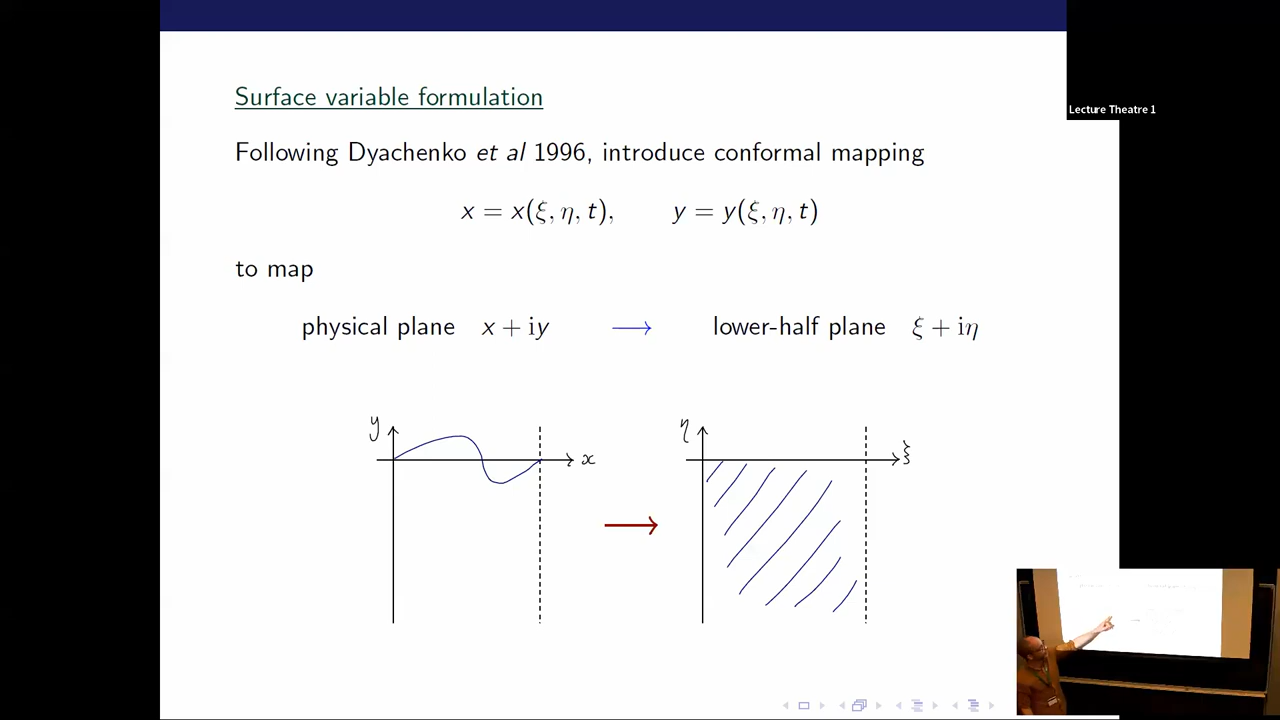 Surface variable formulation
Lecture Theatre 1
Following Dyachenko et al 1996, introduce conformal mapping
x = x(ξ, η, t), y = y(ξ, η, t)
to map
physical plane x + iy ⟶ lower-half plane ξ + iη
y
x
η
ξ